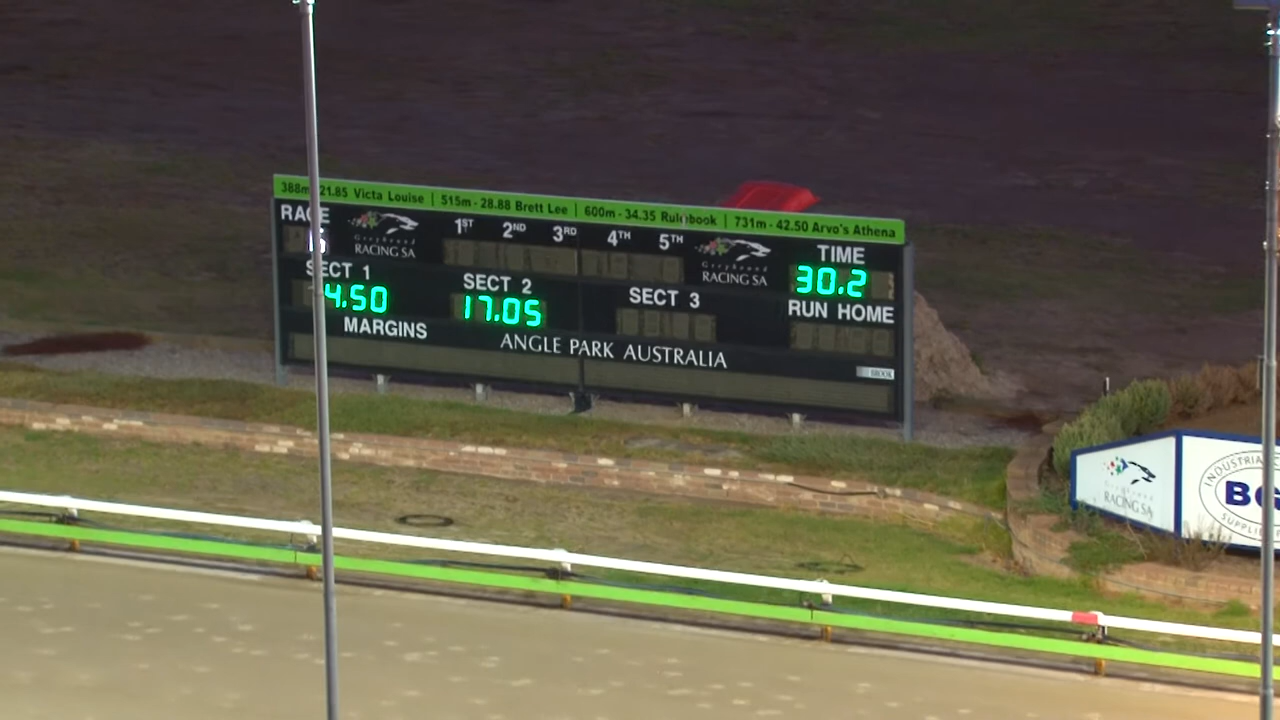 388m 21.85 Victa Louise | 515m - 28.88 Brett Lee | 600m - 34.35 Rulebook | 731m - 42.50 Arvo's Athena
RACE
Greyhound
RACING SA
1ST 2ND 3RD 4TH 5TH
Greyhound
RACING SA
TIME
30.2
SECT 1
4.50
SECT 2
17.05
SECT 3
RUN HOME
MARGINS
ANGLE PARK AUSTRALIA
Greyhound
RACING SA
INDUSTRIAL
BG